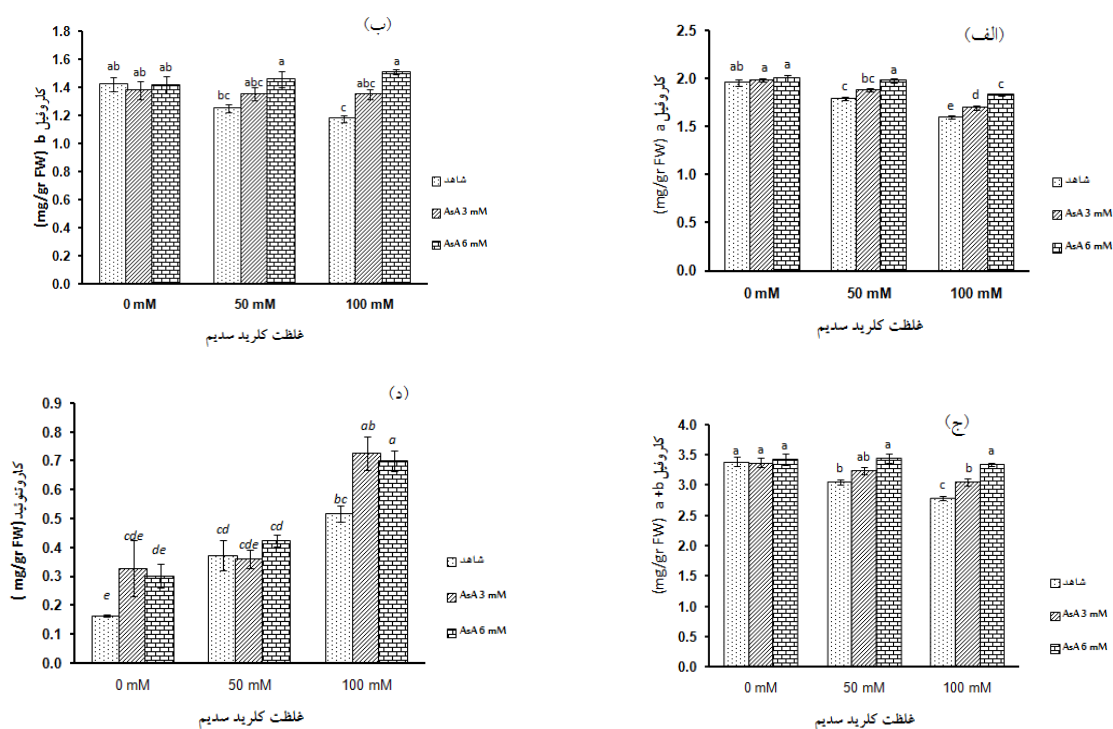 (الف)
2.5
2.0
1.5
1.0
0.5
0.0
کلروفیل a (mg/gr FW)
ab a a
c bc a
e d c
0 mM 50 mM 100 mM
غلظت کلرید سدیم
شاهد
AsA 3 mM
AsA 6 mM
(ب)
1.8
1.6
1.4
1.2
1.0
0.8
0.6
0.4
0.2
0.0
کلروفیل b (mg/gr FW)
ab ab ab
bc abc a
c abc a
0 mM 50 mM 100 mM
غلظت کلرید سدیم
شاهد
AsA 3 mM
AsA 6 mM
(ج)
4.0
3.5
3.0
2.5
2.0
1.5
1.0
0.5
0.0
کلروفیل a +b (mg/gr FW)
a a a
b ab a
c b a
0 mM 50 mM 100 mM
غلظت کلرید سدیم
شاهد
AsA 3 mM
AsA 6 mM
(د)
0.9
0.8
0.7
0.6
0.5
0.4
0.3
0.2
0.1
0.0
کاروتنوئید (mg/gr FW )
e cde de
cd cde cd
bc ab a
0 mM 50 mM 100 mM
غلظت کلرید سدیم
شاهد
AsA 3 mM
AsA 6 mM